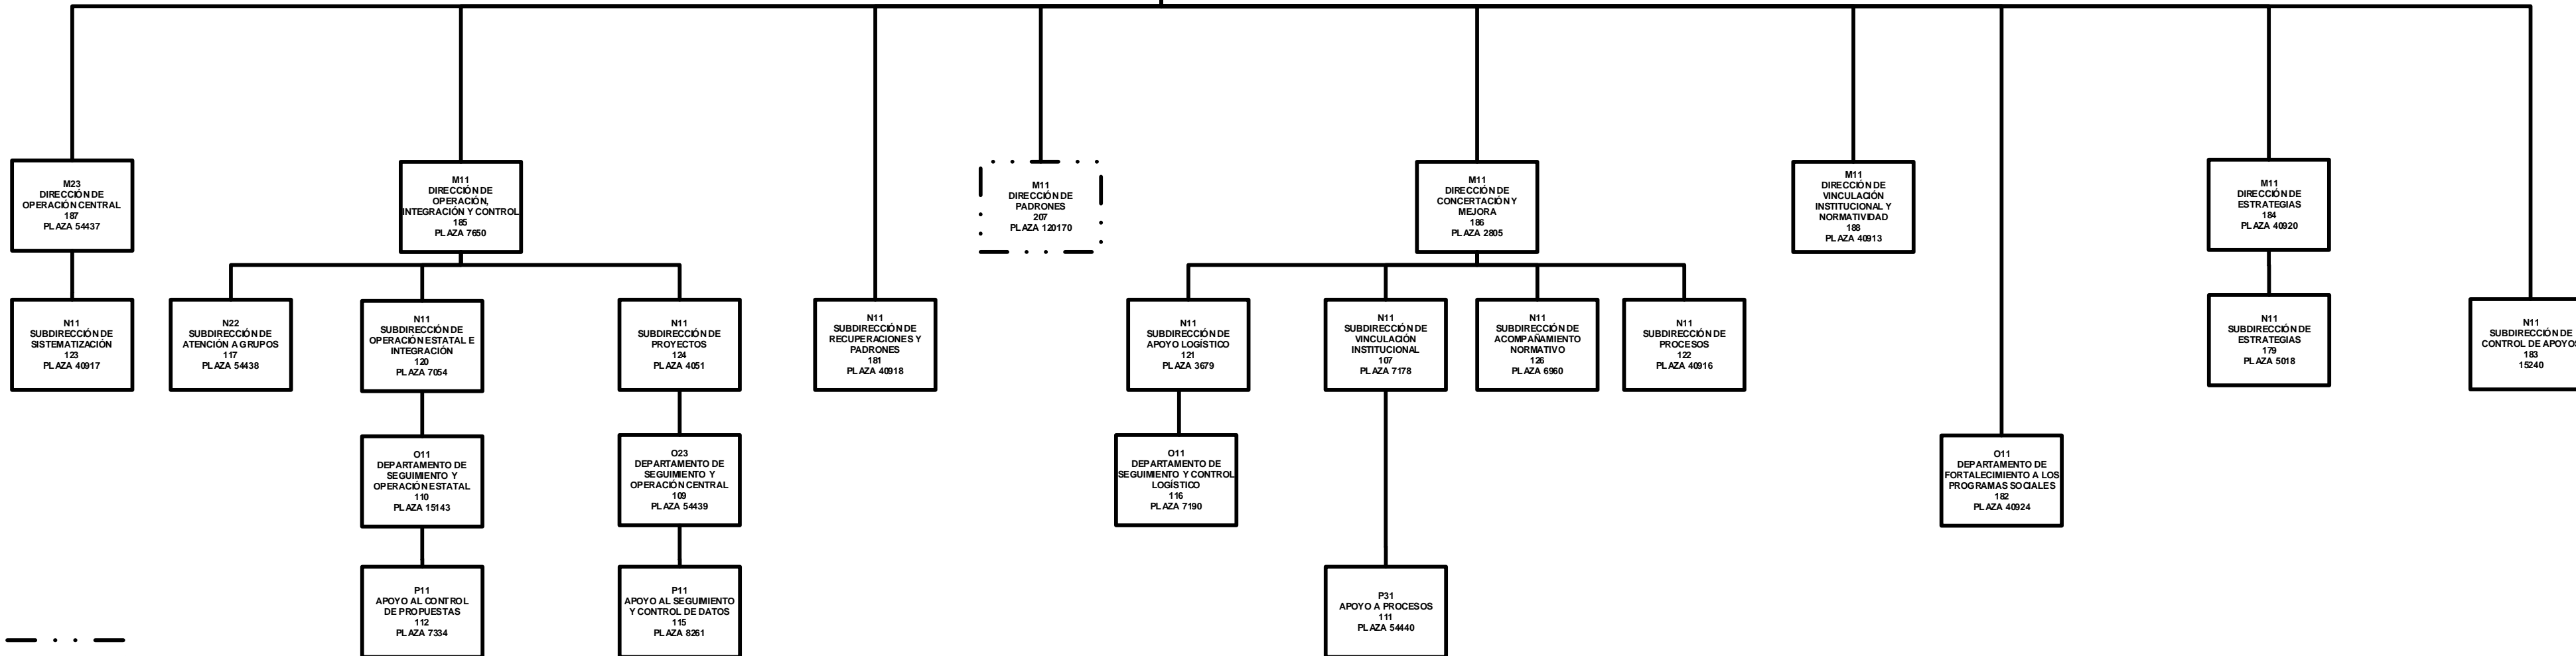 M23
DIRECCIÓN DE
OPERACIÓN CENTRAL
187
PLAZA 54437
M11
DIRECCIÓN DE
OPERACIÓN,
INTEGRACIÓN Y CONTROL
185
PLAZA 7650
M11
DIRECCIÓN DE
PADRONES
207
PLAZA 120170
M11
DIRECCIÓN DE
CONCERTACIÓN Y
MEJORA
186
PLAZA 2805
M11
DIRECCIÓN DE
VINCULACIÓN
INSTITUCIONAL Y
NORMATIVIDAD
188
PLAZA 40913
M11
DIRECCIÓN DE
ESTRATEGIAS
184
PLAZA 40920
N11
SUBDIRECCIÓN DE
SISTEMATIZACIÓN
123
PLAZA 40917
N22
SUBDIRECCIÓN DE
ATENCIÓN A GRUPOS
117
PLAZA 54438
N11
SUBDIRECCIÓN DE
OPERACIÓN ESTATAL E
INTEGRACIÓN
120
PLAZA 7054
N11
SUBDIRECCIÓN DE
PROYECTOS
124
PLAZA 4051
N11
SUBDIRECCIÓN DE
RECUPERACIONES Y
PADRONES
181
PLAZA 40918
N11
SUBDIRECCIÓN DE
APOYO LOGÍSTICO
121
PLAZA 3679
N11
SUBDIRECCIÓN DE
VINCULACIÓN
INSTITUCIONAL
107
PLAZA 7178
N11
SUBDIRECCIÓN DE
ACOMPAÑAMIENTO
NORMATIVO
126
PLAZA 6960
N11
SUBDIRECCIÓN DE
PROCESOS
122
PLAZA 40916
N11
SUBDIRECCIÓN DE
ESTRATEGIAS
179
PLAZA 5018
N11
SUBDIRECCIÓN DE
CONTROL DE APOYOS
183
15240
O11
DEPARTAMENTO DE
SEGUIMIENTO Y
OPERACIÓN ESTATAL
110
PLAZA 15143
O23
DEPARTAMENTO DE
SEGUIMIENTO Y
OPERACIÓN CENTRAL
109
PLAZA 54439
O11
DEPARTAMENTO DE
SEGUIMIENTO Y CONTROL
LOGÍSTICO
116
PLAZA 7190
O11
DEPARTAMENTO DE
FORTALECIMIENTO A LOS
PROGRAMAS SOCIALES
182
PLAZA 40924
P11
APOYO AL CONTROL
DE PROPUESTAS
112
PLAZA 7334
P11
APOYO AL SEGUIMIENTO
Y CONTROL DE DATOS
115
PLAZA 8261
P31
APOYO A PROCESOS
111
PLAZA 54440